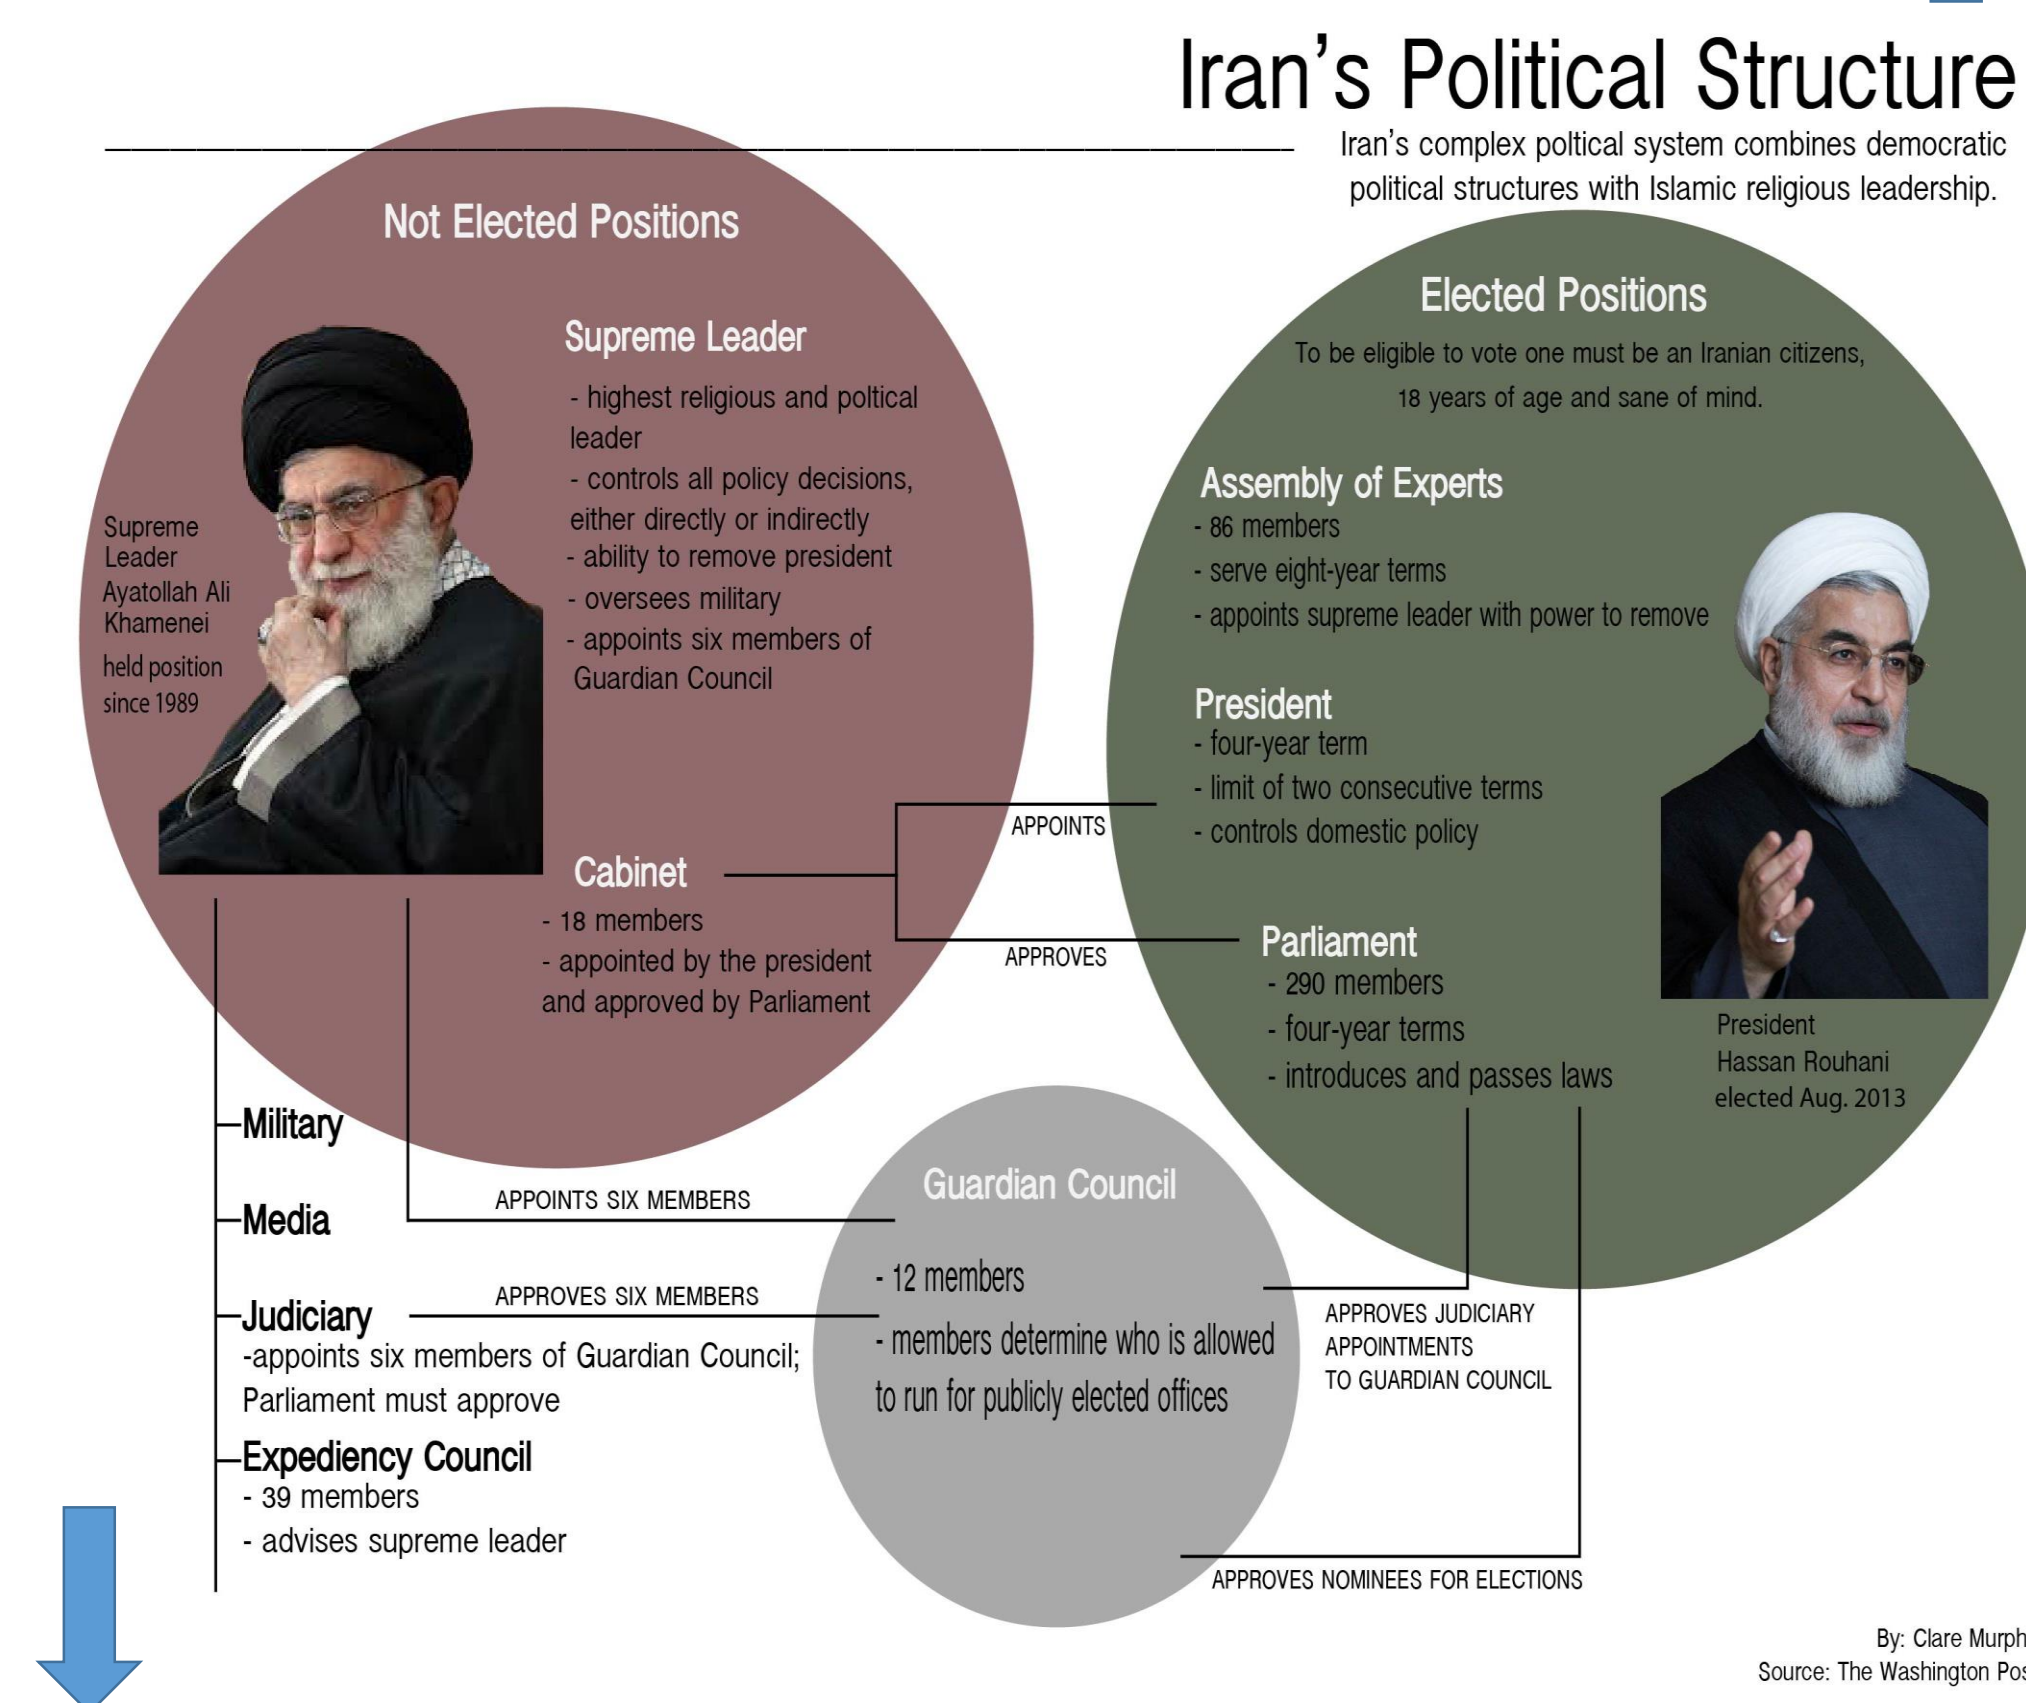 Iran's Political Structure
Iran's complex poltical system combines democratic
political structures with Islamic religious leadership.
Not Elected Positions
Supreme Leader
- highest religious and poltical
leader
- controls all policy decisions,
either directly or indirectly
- ability to remove president
- oversees military
- appoints six members of
Guardian Council
Supreme
Leader
Ayatollah Ali
Khamenei
held position
since 1989
Cabinet
- 18 members
- appointed by the president
and approved by Parliament
APPOINTS
APPROVES
Elected Positions
To be eligible to vote one must be an Iranian citizens,
18 years of age and sane of mind.
Assembly of Experts
- 86 members
- serve eight-year terms
- appoints supreme leader with power to remove
President
- four-year term
- limit of two consecutive terms
- controls domestic policy
Parliament
- 290 members
- four-year terms
- introduces and passes laws
President
Hassan Rouhani
elected Aug. 2013
Military
Media
Judiciary
-appoints six members of Guardian Council;
Parliament must approve
Expediency Council
- 39 members
- advises supreme leader
APPOINTS SIX MEMBERS
APPROVES SIX MEMBERS
Guardian Council
- 12 members
- members determine who is allowed
to run for publicly elected offices
APPROVES JUDICIARY
APPOINTMENTS
TO GUARDIAN COUNCIL
APPROVES NOMINEES FOR ELECTIONS
By: Clare Murph
Source: The Washington Pos